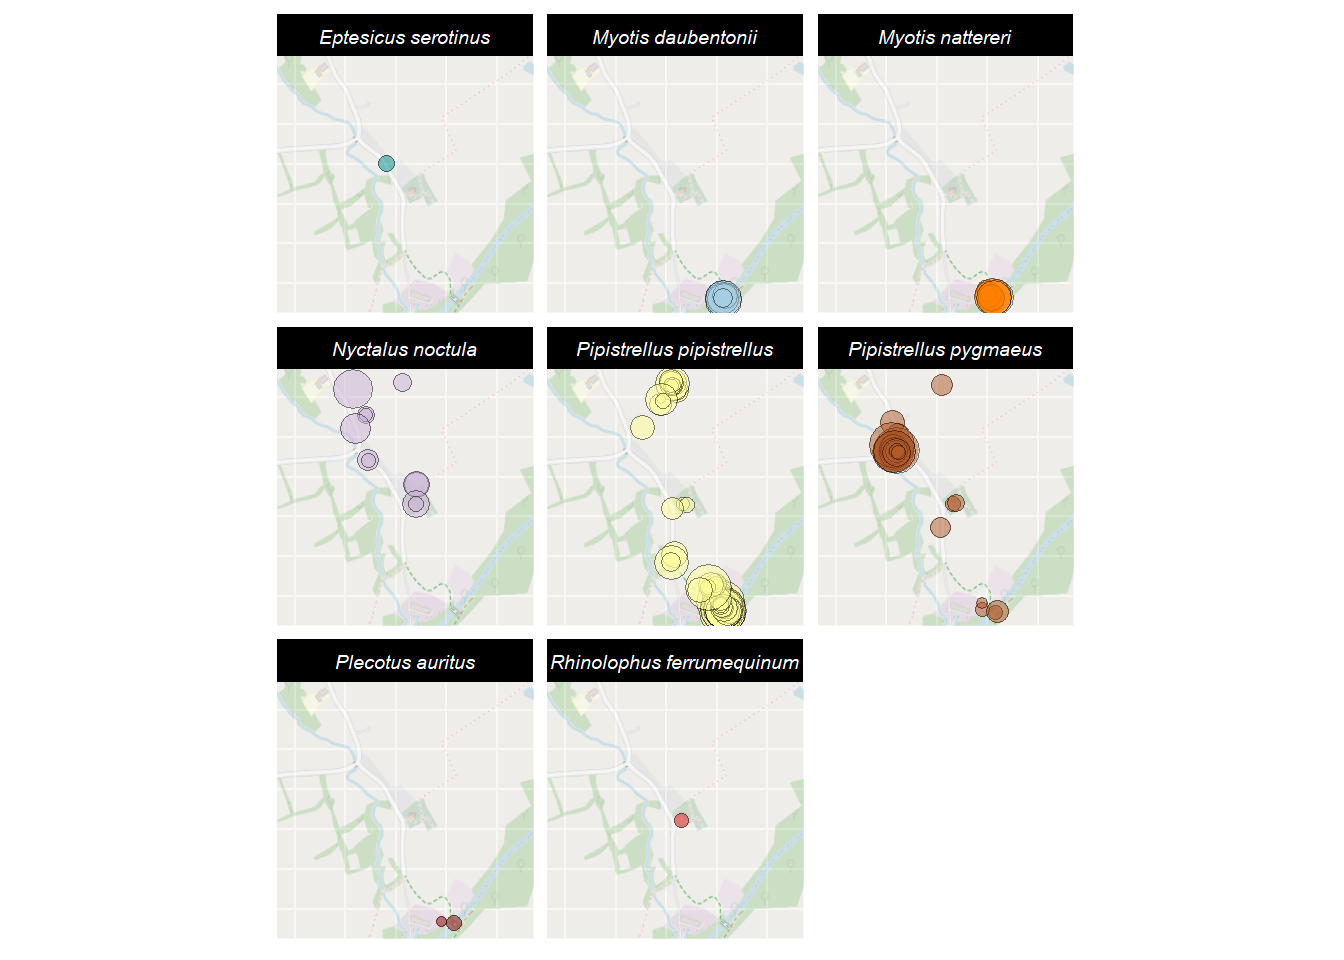 Eptesicus serotinus
Myotis daubentonii
Myotis nattereri
Nyctalus noctula
Pipistrellus pipistrellus
Pipistrellus pygmaeus
Plecotus auritus
Rhinolophus ferrumequinum